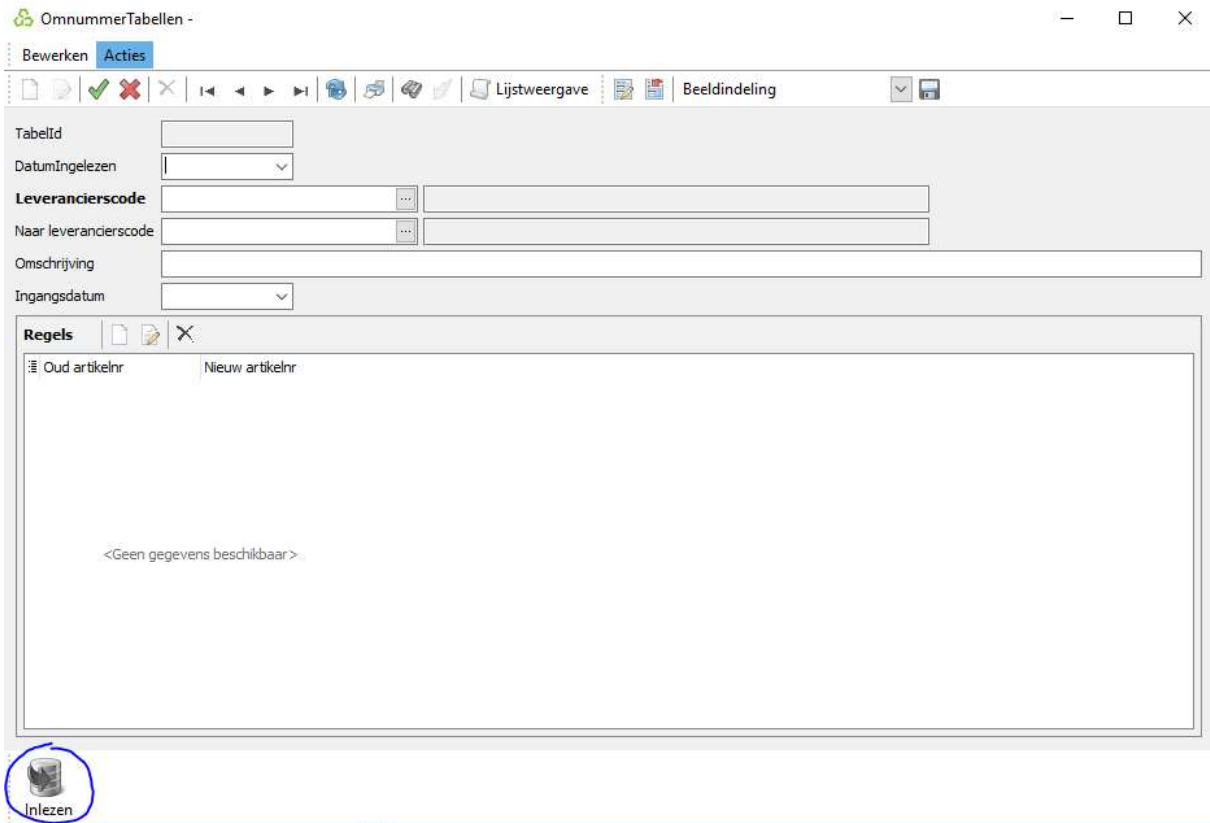 OmnummerTabellen -
Bewerken Acties
Lijstweergave Beeldindeling
TabelId
DatumIngelezen
Leverancierscode ...
Naar leverancierscode ...
Omschrijving
Ingangsdatum
Regels
Oud artikelnr Nieuw artikelnr
<Geen gegevens beschikbaar>
Inlezen